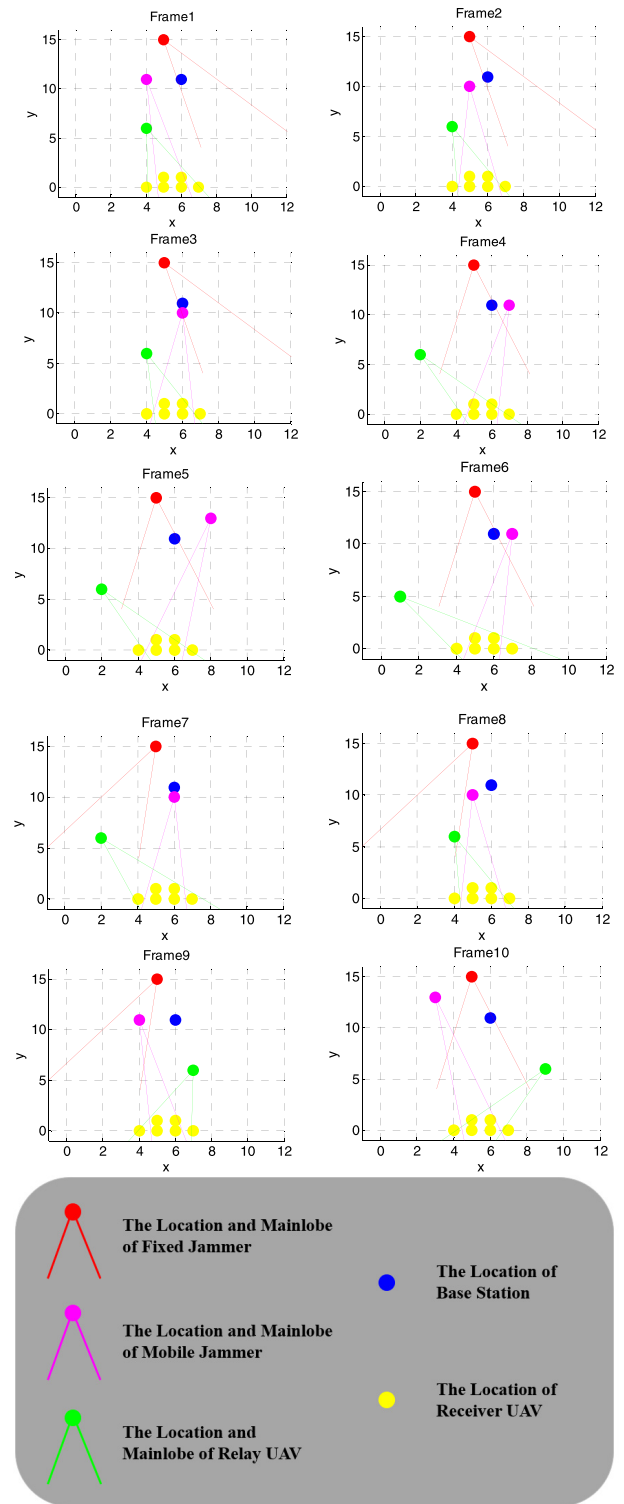 Frame1
15
10
5
0
y
0 2 4 6 8 10 12
x
Frame2
15
10
5
0
y
0 2 4 6 8 10 12
x
Frame3
15
10
5
0
y
0 2 4 6 8 10 12
x
Frame4
15
10
5
0
y
0 2 4 6 8 10 12
x
Frame5
15
10
5
0
y
0 2 4 6 8 10 12
x
Frame6
15
10
5
0
y
0 2 4 6 8 10 12
x
Frame7
15
10
5
0
y
0 2 4 6 8 10 12
x
Frame8
15
10
5
0
y
0 2 4 6 8 10 12
x
Frame9
15
10
5
0
y
0 2 4 6 8 10 12
x
Frame10
15
10
5
0
y
0 2 4 6 8 10 12
x
The Location and Mainlobe
of Fixed Jammer
The Location and Mainlobe
of Mobile Jammer
The Location and
Mainlobe of Relay UAV
The Location of
Base Station
The Location of
Receiver UAV